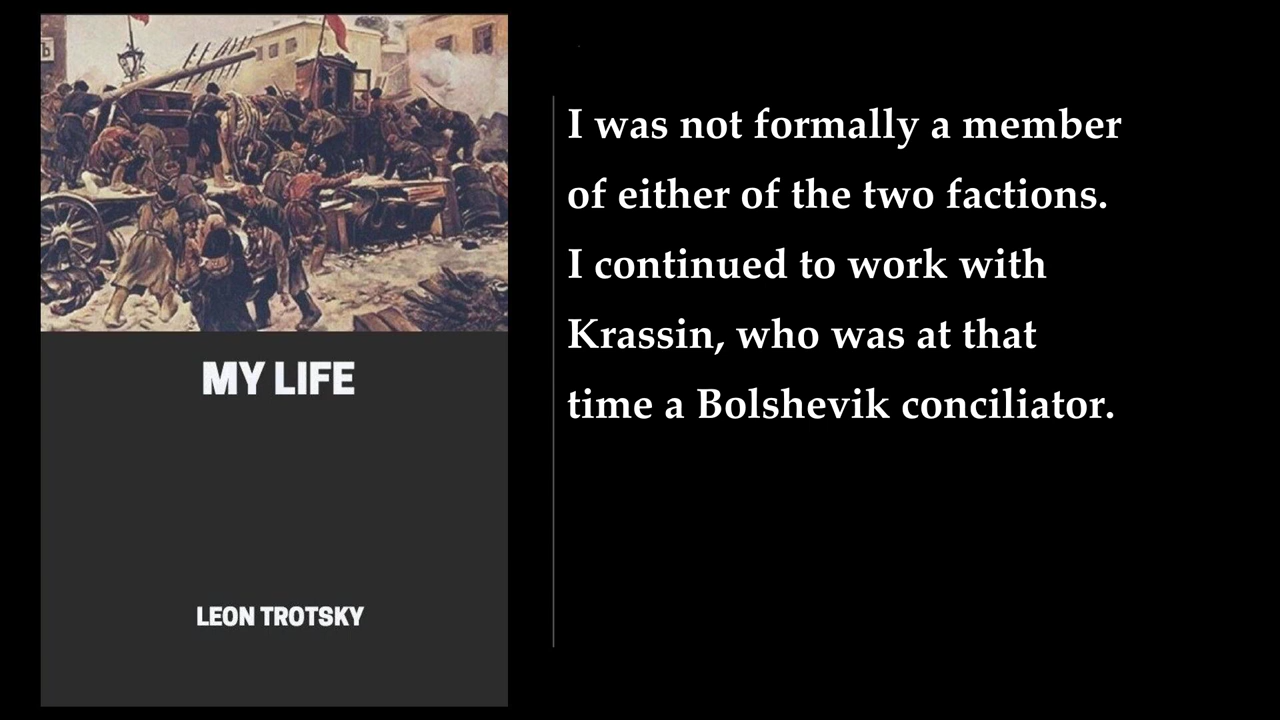 MY LIFE
LEON TROTSKY
I was not formally a member
of either of the two factions.
I continued to work with
Krassin, who was at that
time a Bolshevik conciliator.